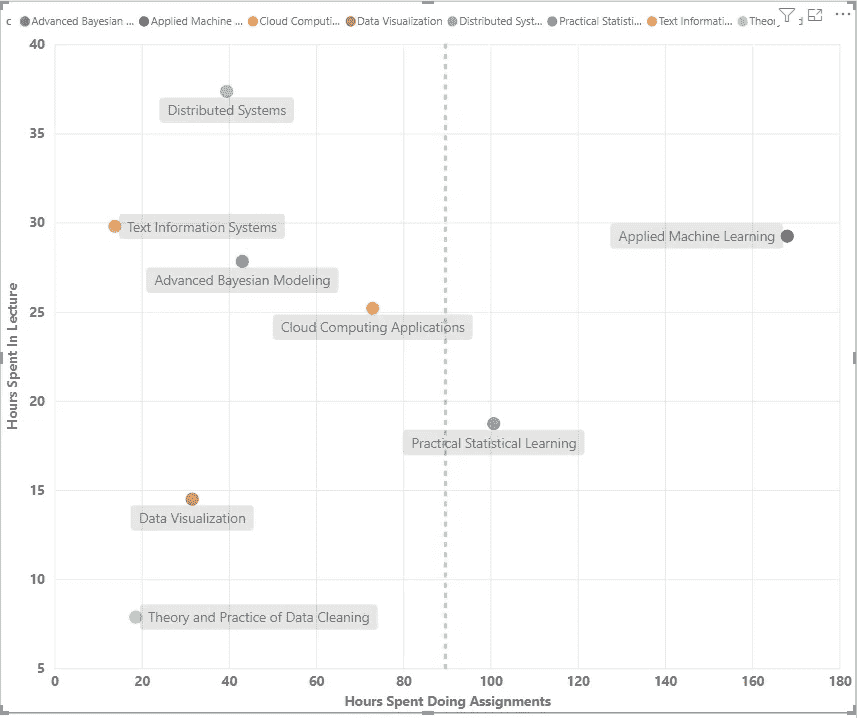 c Advanced Bayesian ... Applied Machine ... Cloud Computi... Data Visualization Distributed Syst... Practical Statisti... Text Informati... Theor
40
Distributed Systems
35
30
Text Information Systems
Applied Machine Learning
Advanced Bayesian Modeling
25
Cloud Computing Applications
20
Practical Statistical Learning
15
Data Visualization
10
Theory and Practice of Data Cleaning
5
0 20 40 60 80 100 120 140 160 180
Hours Spent Doing Assignments
Hours Spent In Lecture